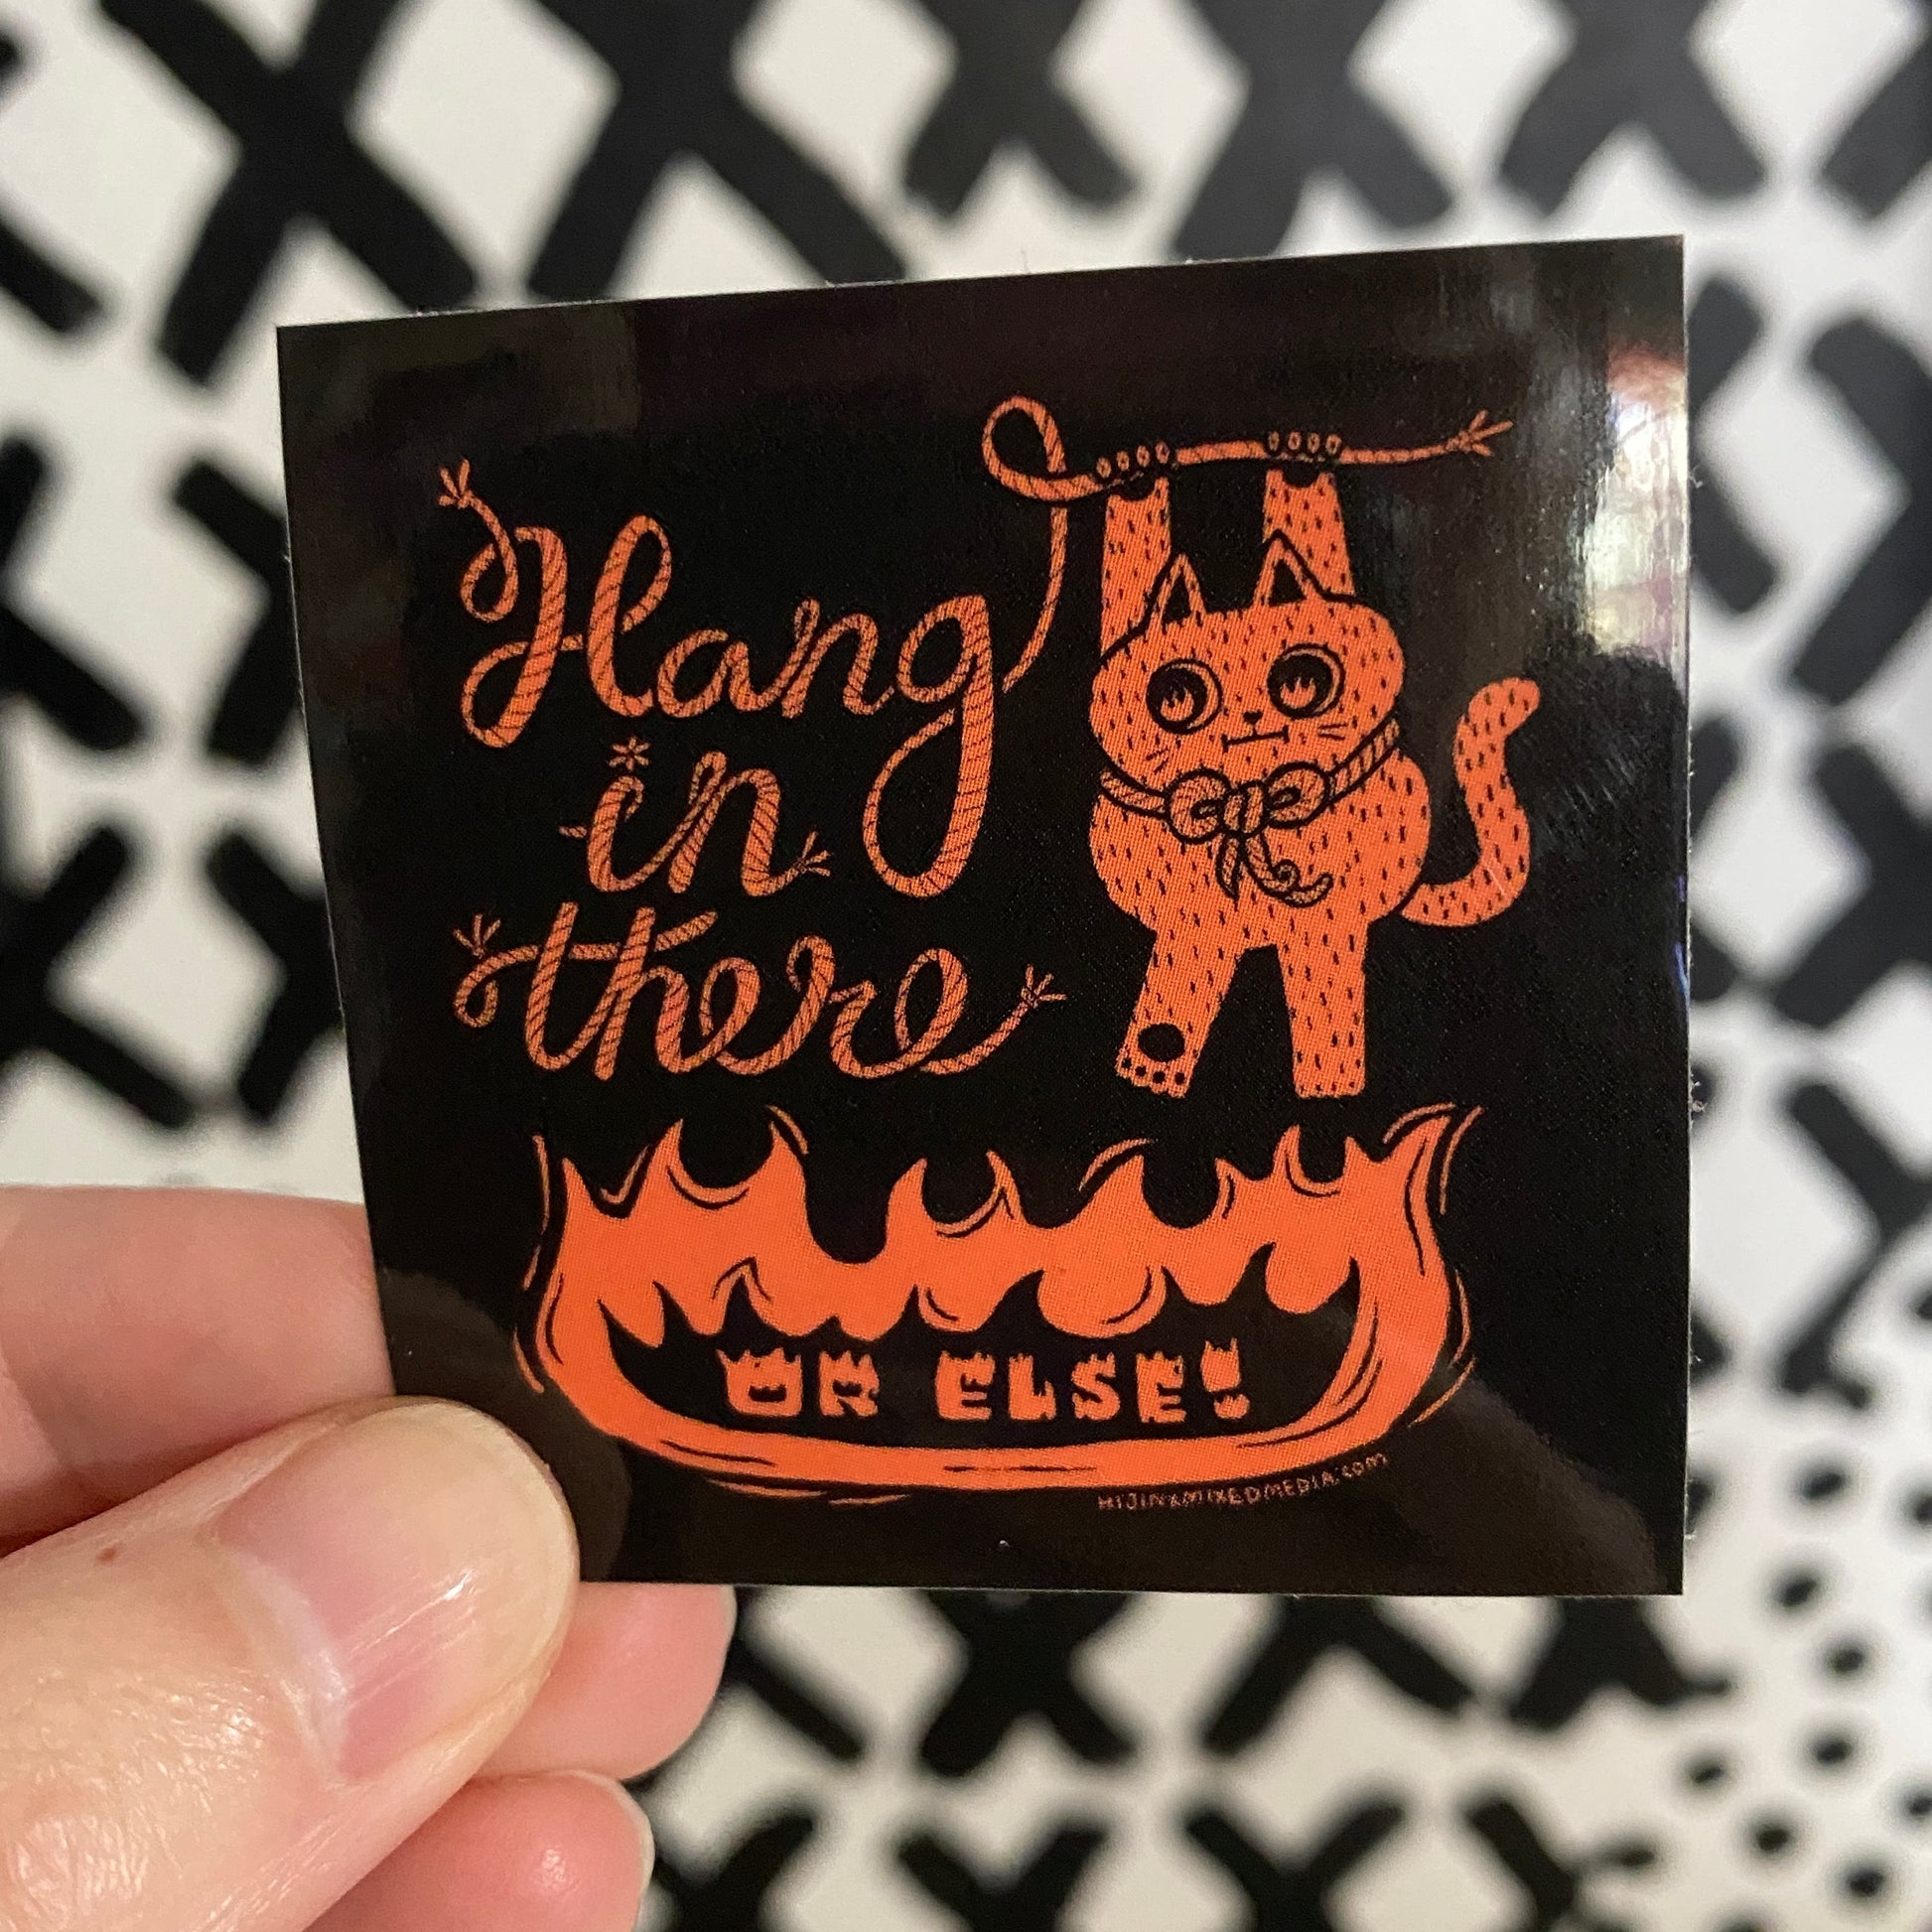 Hang
in
there
OR ELSE!
HIJINXMIXEDMEDIA.COM